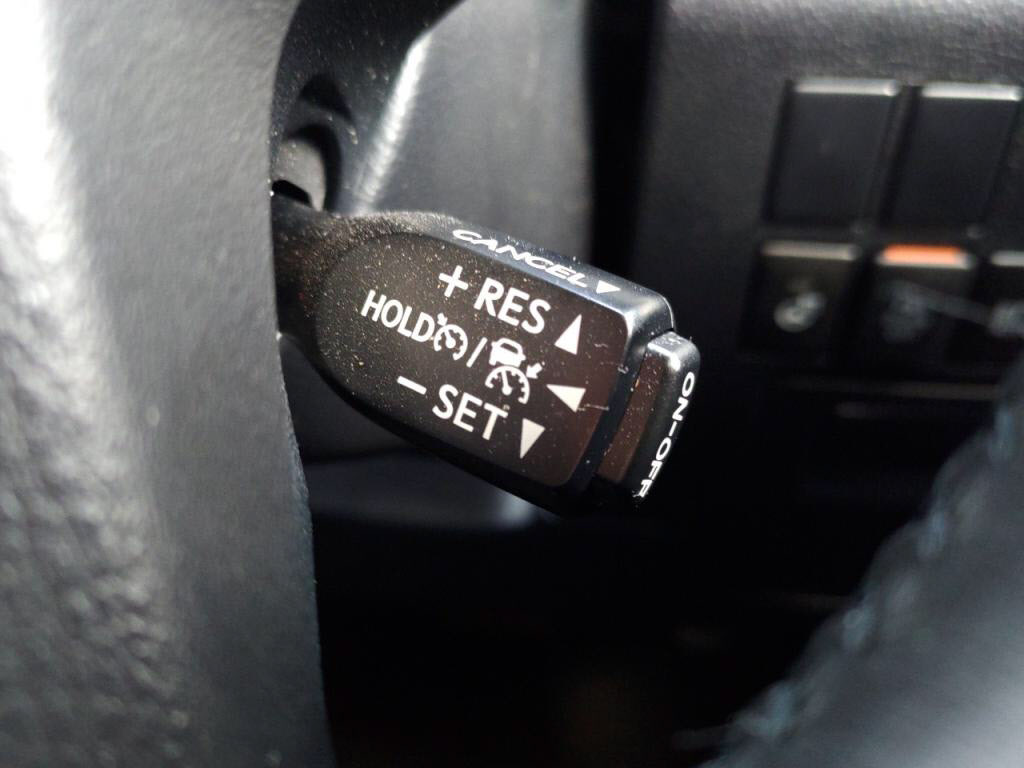 CANCEL
+ RES
HOLD /
- SET
ON-OFF